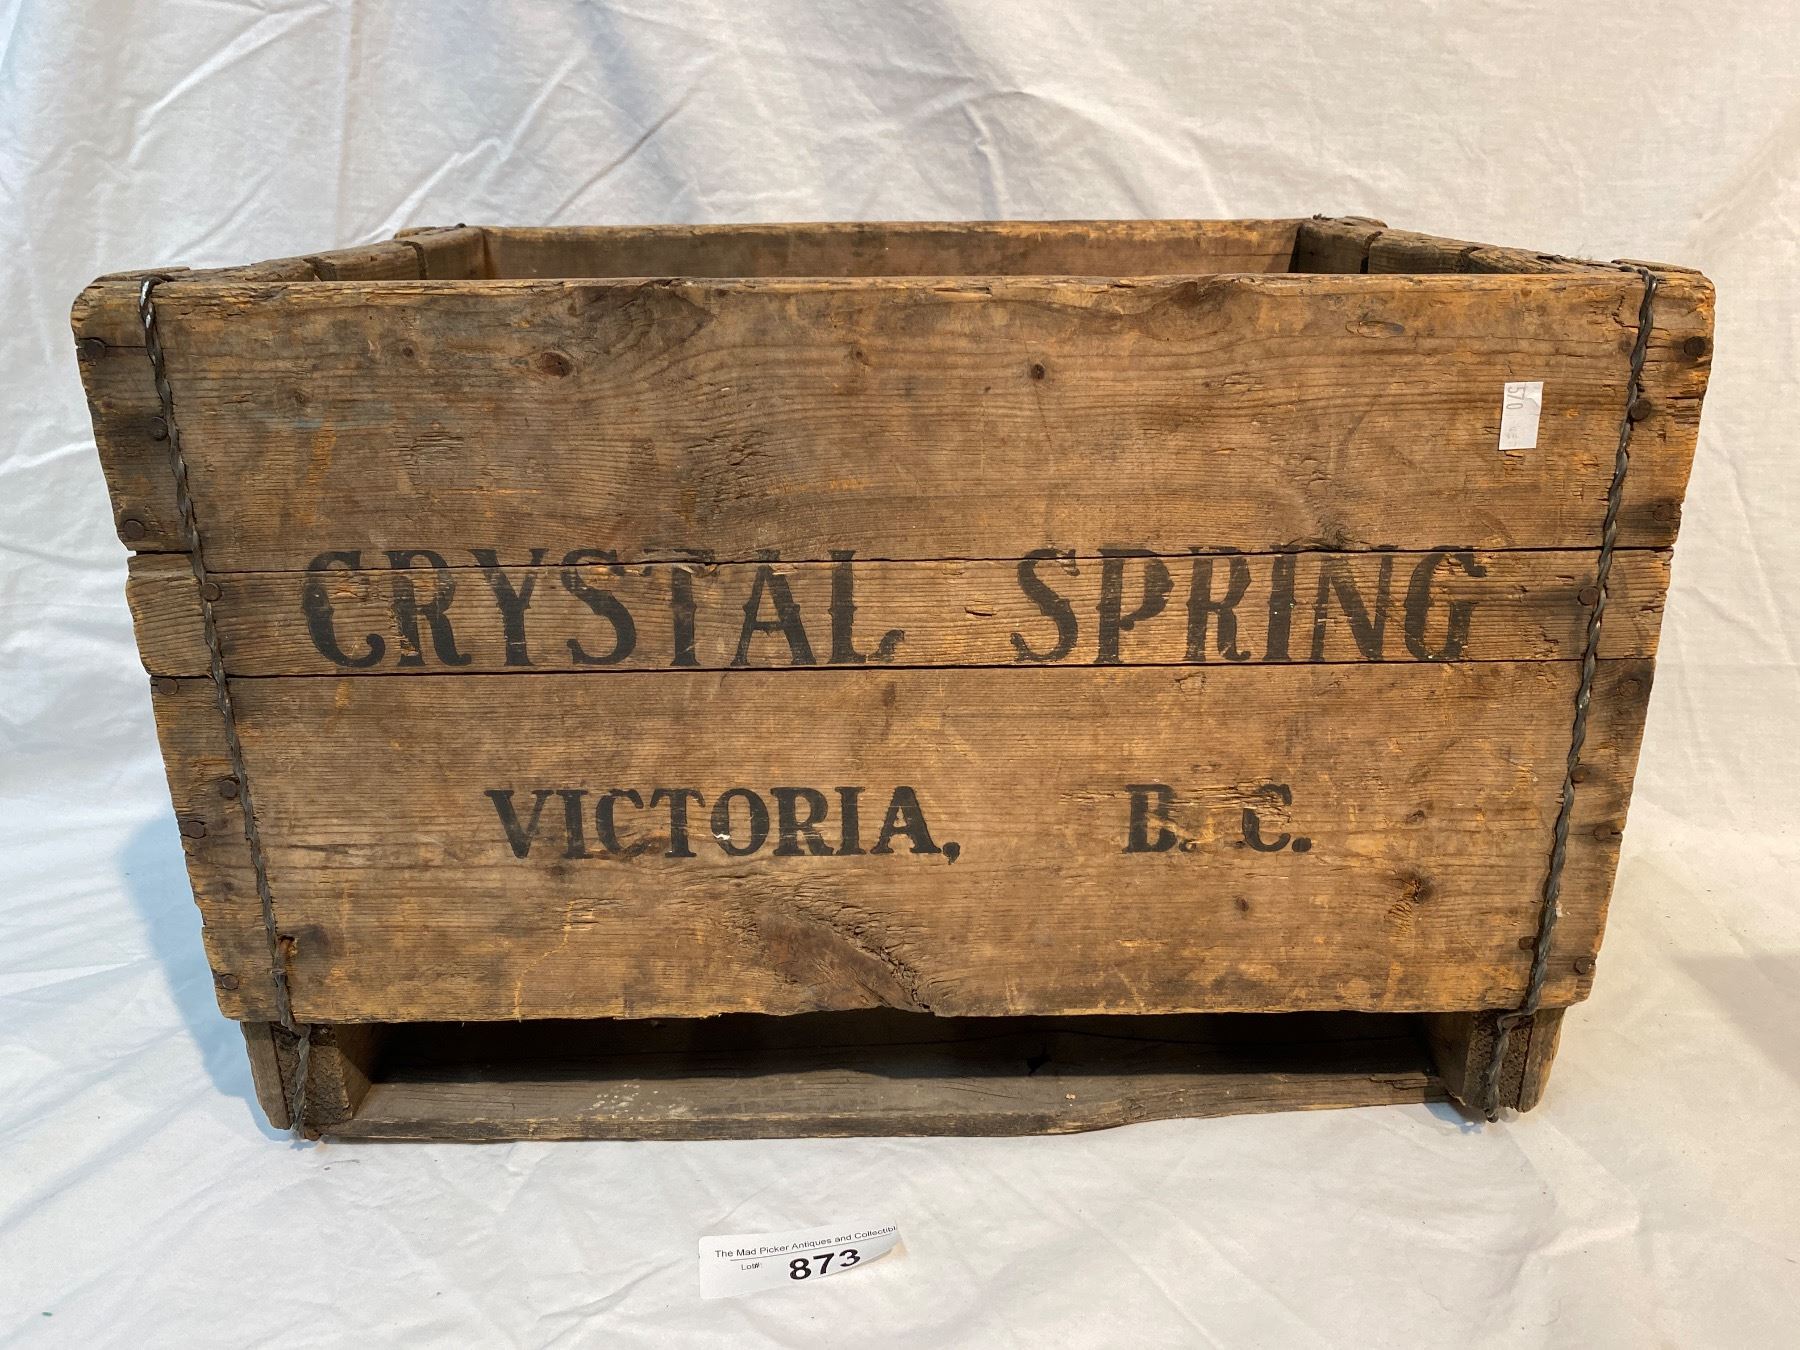 570
CRYSTAL SPRING
VICTORIA, B. C.
The Mad Picker Antiques and Collectibl
Lot#: 873